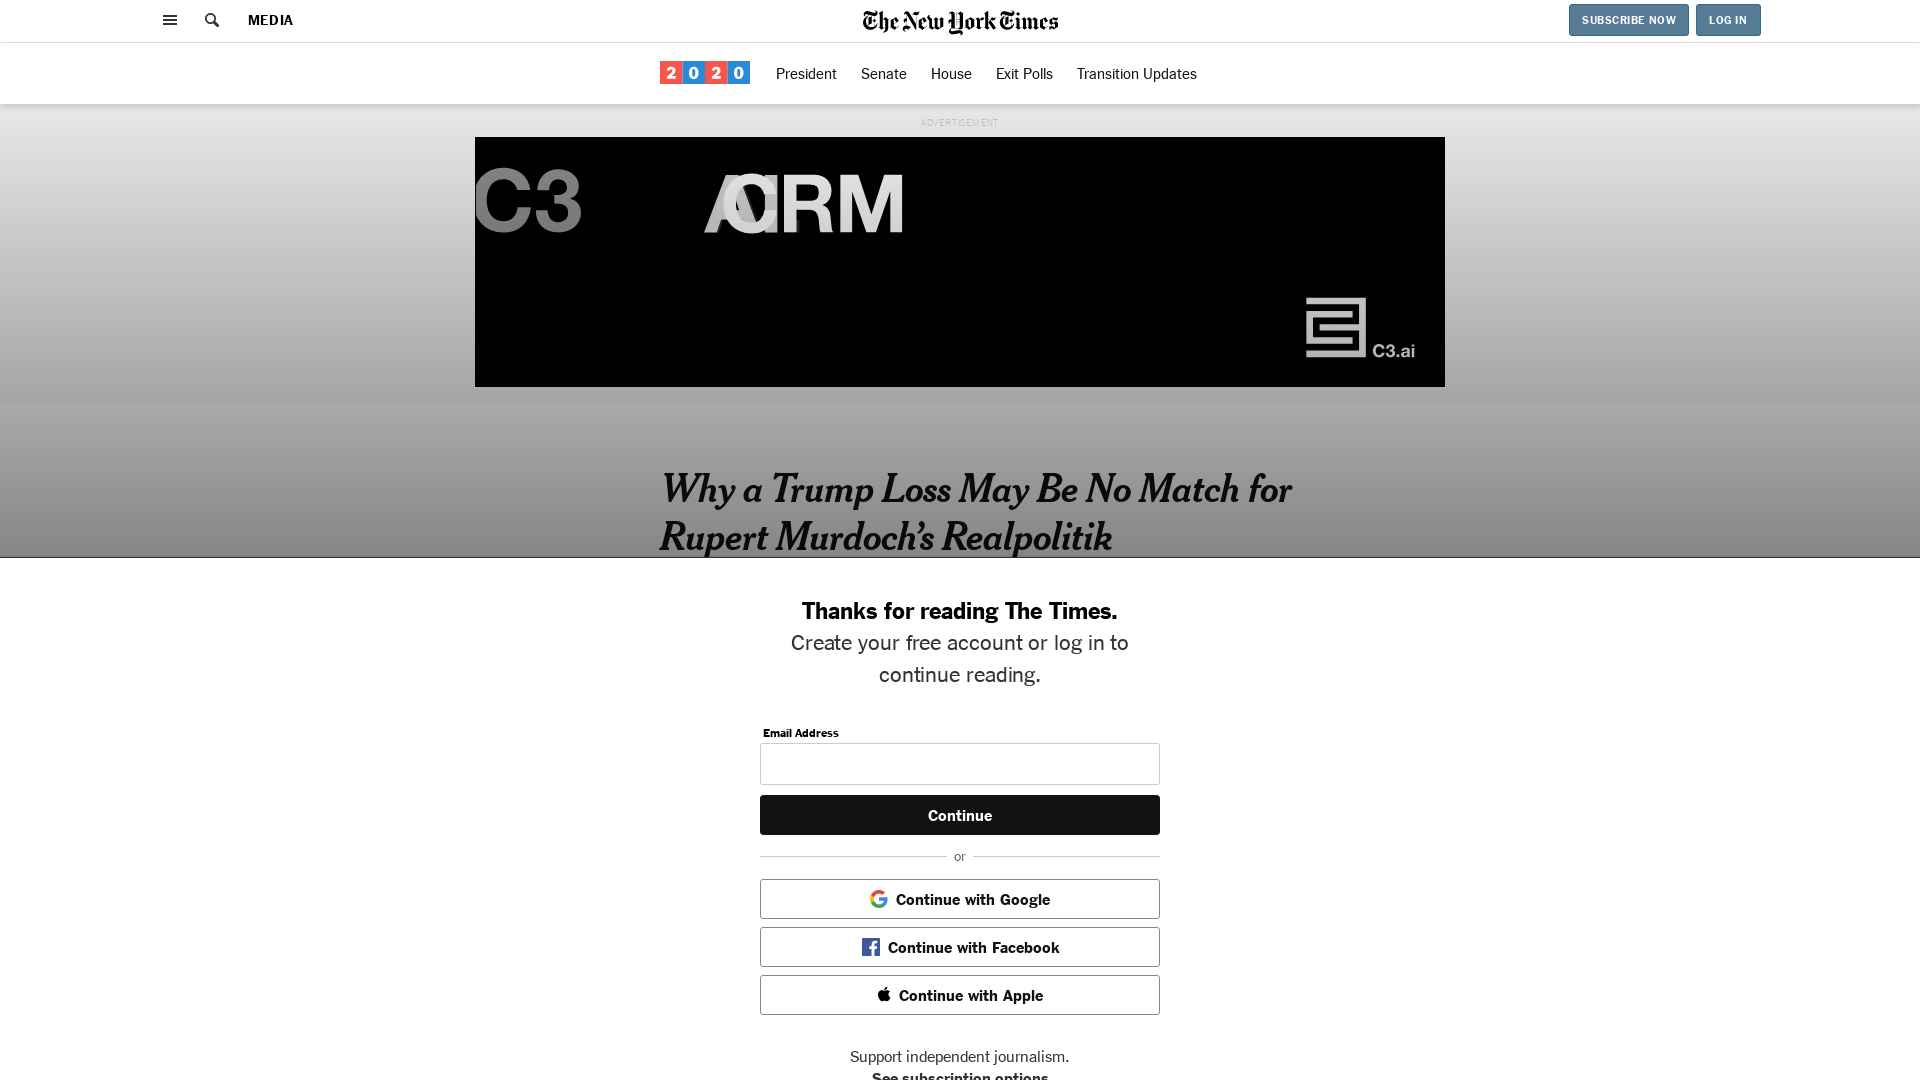 MEDIA
The New York Times
SUBSCRIBE NOW
LOG IN
2020
President
Senate
House
Exit Polls
Transition Updates
ADVERTISEMENT
C3
CRM
C3.ai
Why a Trump Loss May Be No Match for
Rupert Murdoch’s Realpolitik
Thanks for reading The Times.
Create your free account or log in to
continue reading.
Email Address
Continue
or
Continue with Google
Continue with Facebook
Continue with Apple
Support independent journalism.
See subscription options